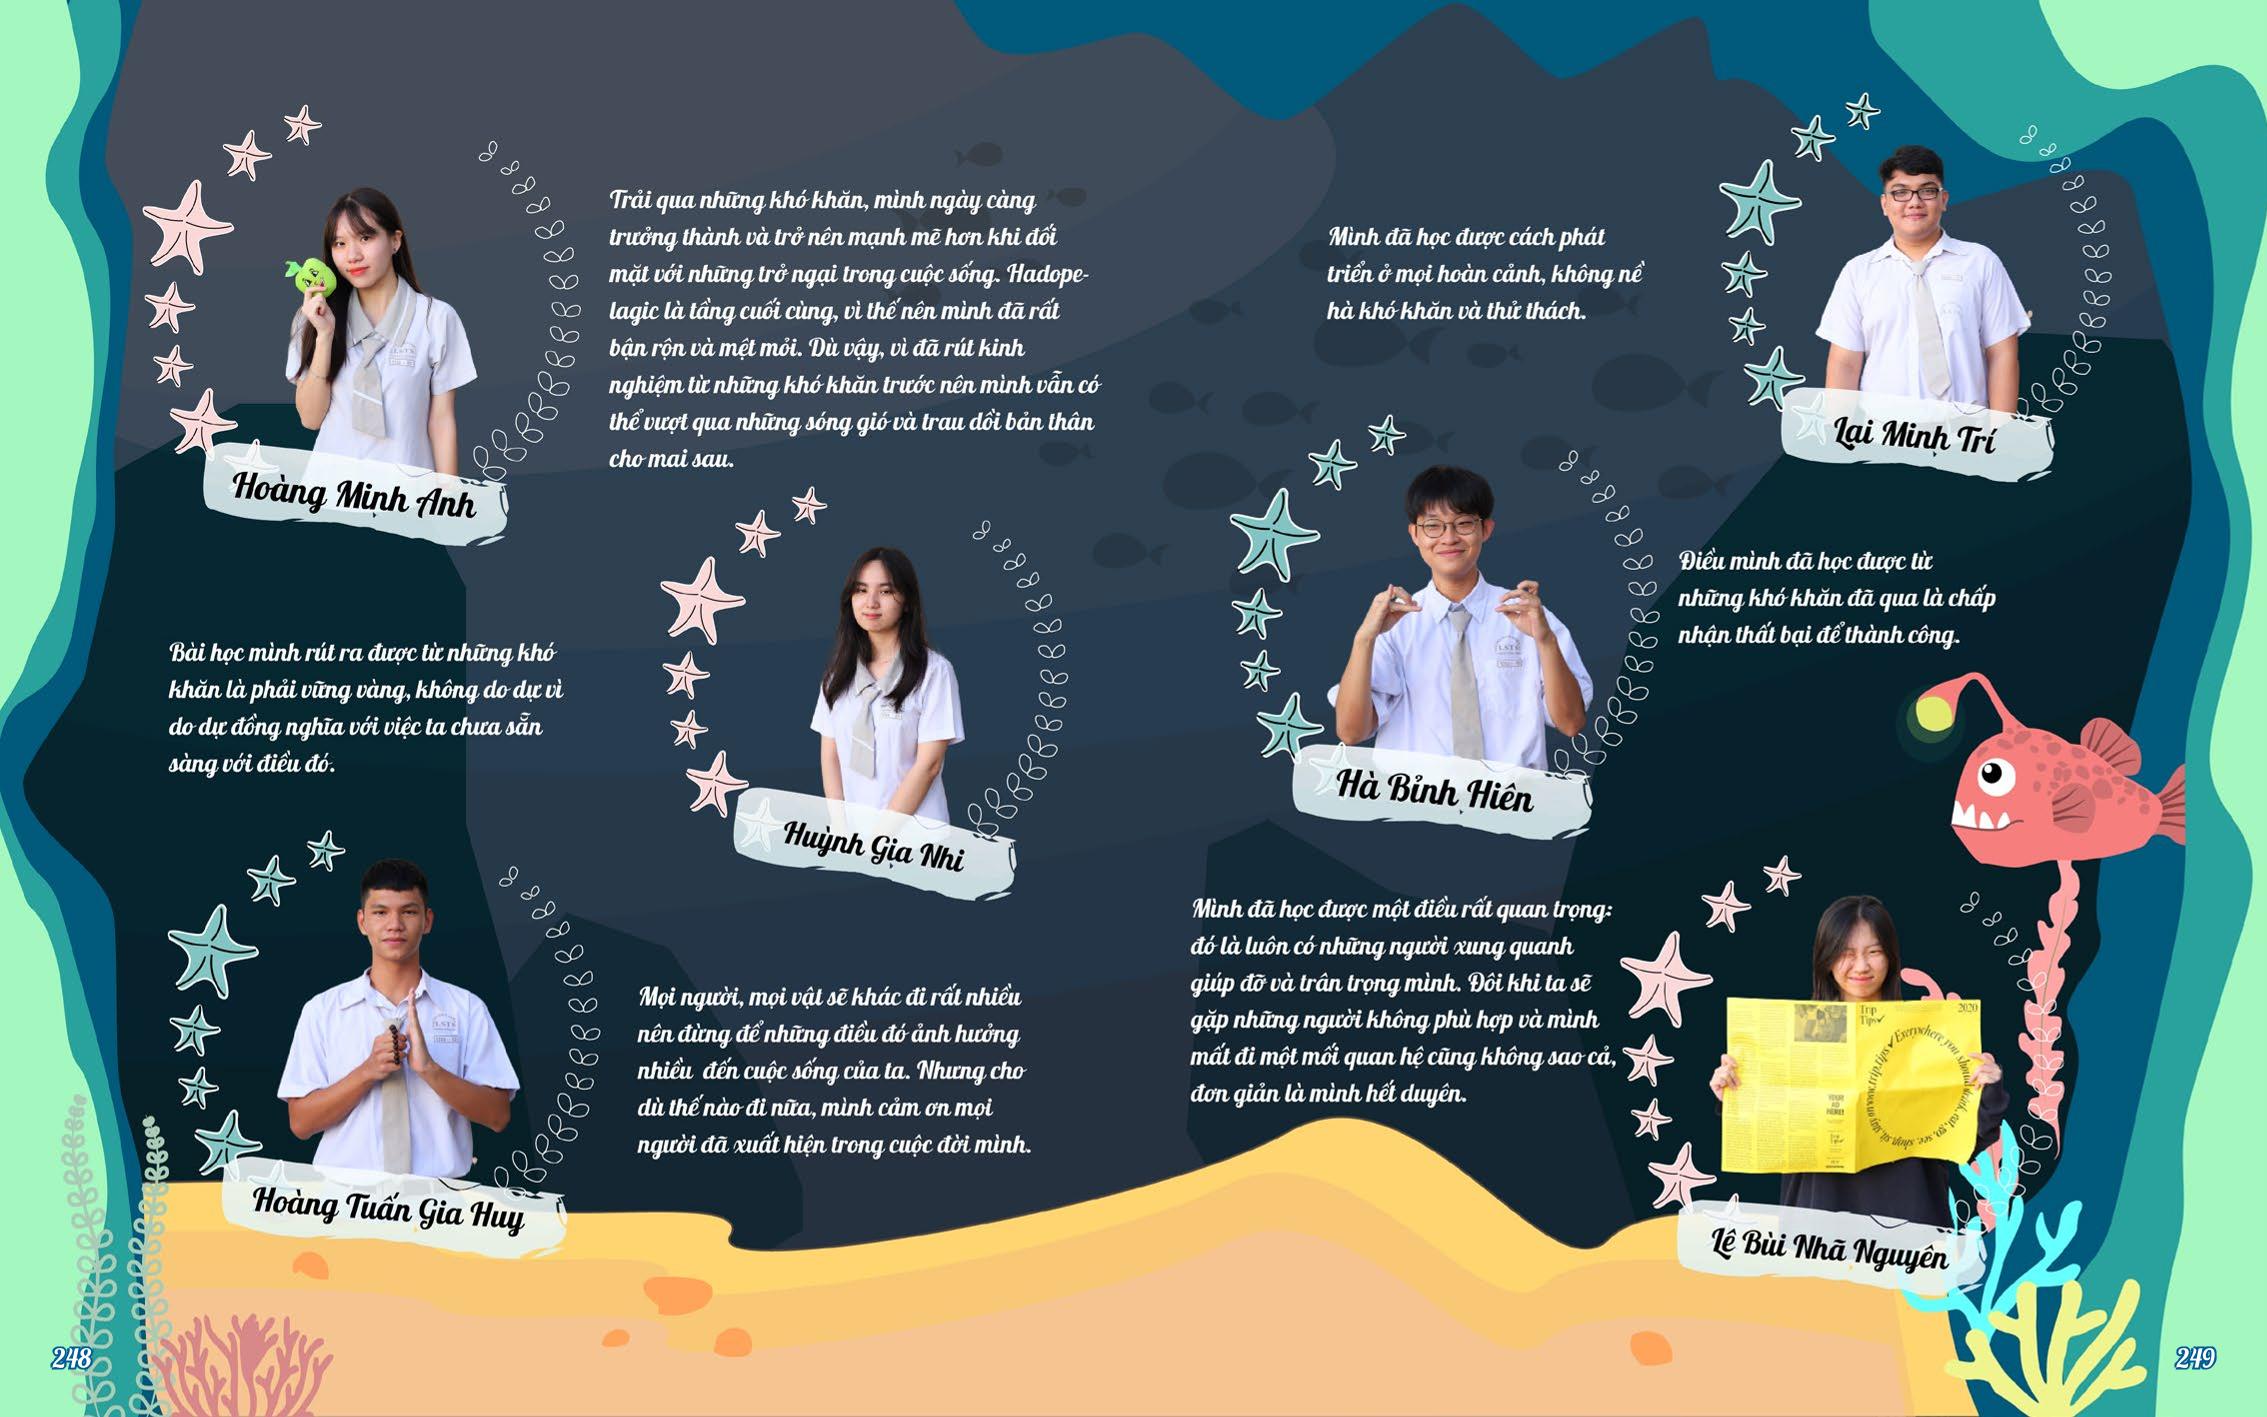 Trải qua những khó khăn, mình ngày càng
trưởng thành và trở nên mạnh mẽ hơn khi đối
mặt với những trở ngại trong cuộc sống. Hadope-
lagic là tầng cuối cùng, vì thế nên mình đã rất
bận rộn và mệt mỏi. Dù vậy, vì đã rút kinh
nghiệm từ những khó khăn trước nên mình vẫn có
thể vượt qua những sóng gió và trau dồi bản thân
cho mai sau.
Hoàng Minh Anh
Bài học mình rút ra được từ những khó
khăn là phải vững vàng, không do dự vì
do dự đồng nghĩa với việc ta chưa sẵn
sàng với điều đó.
Huỳnh Gia Nhi
Hoàng Tuấn Gia Huy
LSTS
Mọi người, mọi vật sẽ khác đi rất nhiều
nên đừng để những điều đó ảnh hưởng
nhiều đến cuộc sống của ta. Nhưng cho
dù thế nào đi nữa, mình cảm ơn mọi
người đã xuất hiện trong cuộc đời mình.
248
Mình đã học được cách phát
triển ở mọi hoàn cảnh, không nề
hà khó khăn và thử thách.
Lại Minh Trí
LSTS
Hà Bỉnh Hiên
Điều mình đã học được từ
những khó khăn đã qua là chấp
nhận thất bại để thành công.
Mình đã học được một điều rất quan trọng:
đó là luôn có những người xung quanh
giúp đỡ và trân trọng mình. Đôi khi ta sẽ
gặp những người không phù hợp và mình
mất đi một mối quan hệ cũng không sao cả,
đơn giản là mình hết duyên.
Trip
Tips
2020
YOUR
AD
HERE!
Lê Bùi Nhã Nguyên
249